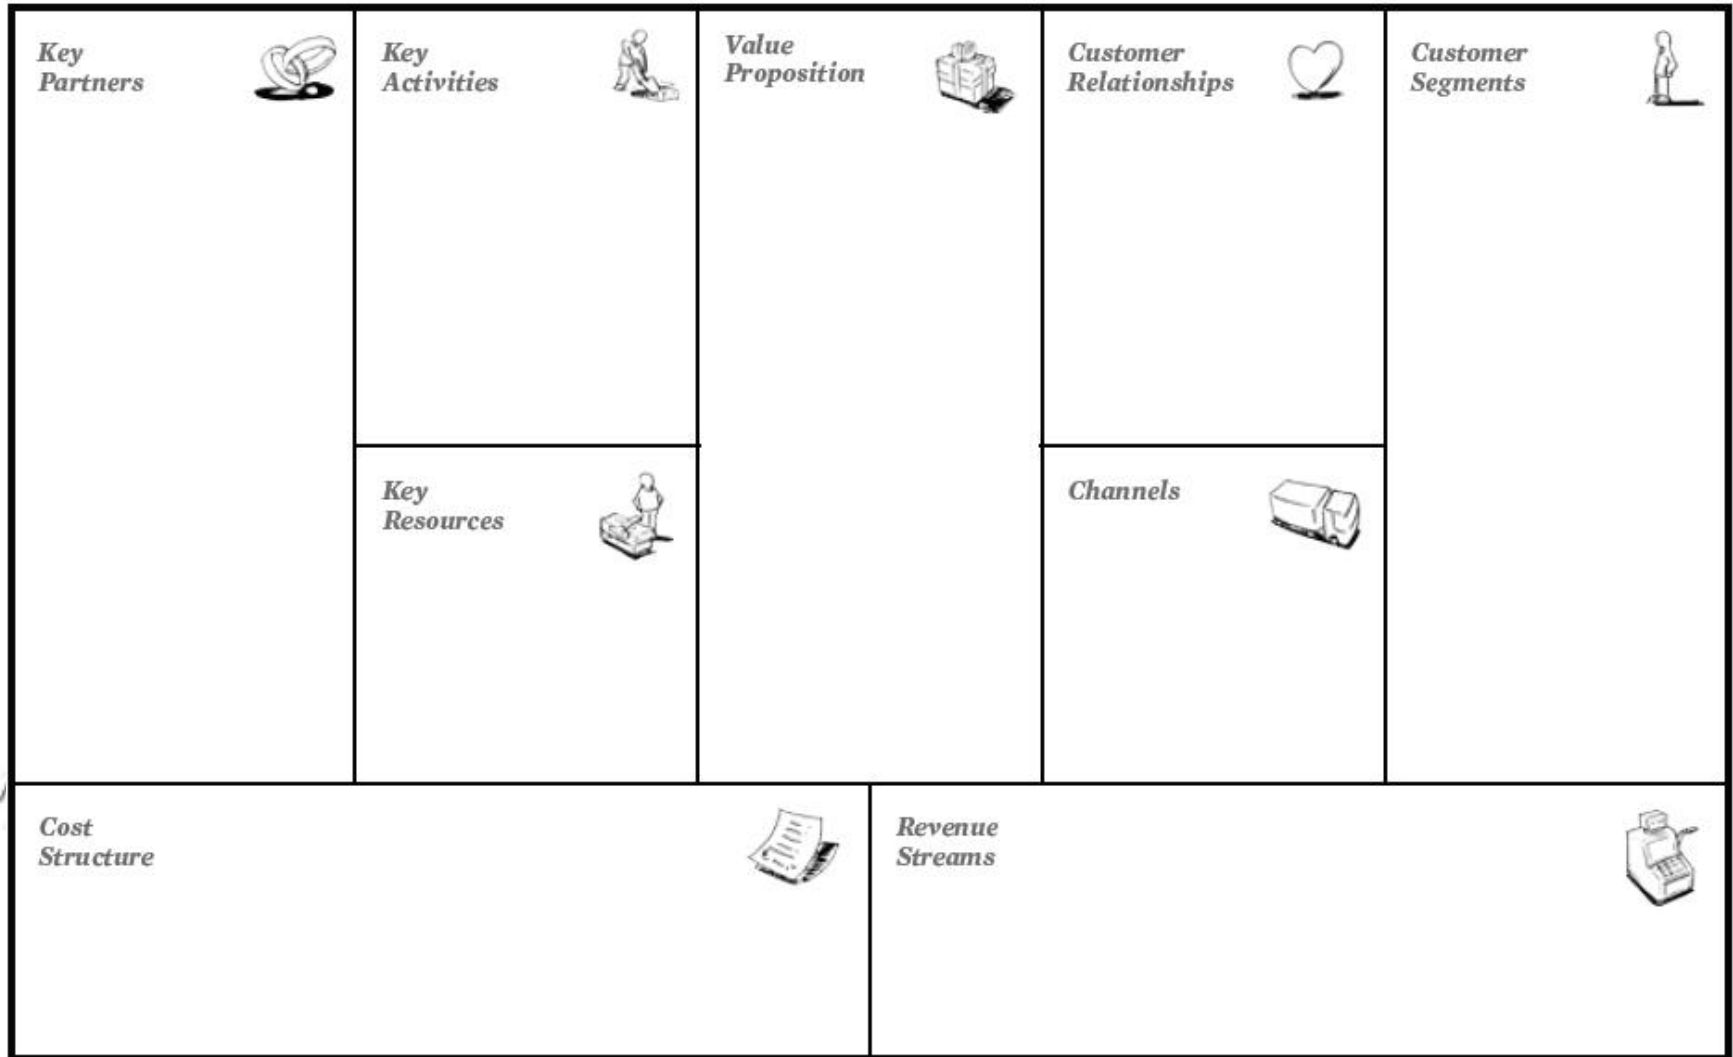 Key
Partners
Key
Activities
Value
Proposition
Customer
Relationships
Customer
Segments
Key
Resources
Channels
Cost
Structure
Revenue
Streams